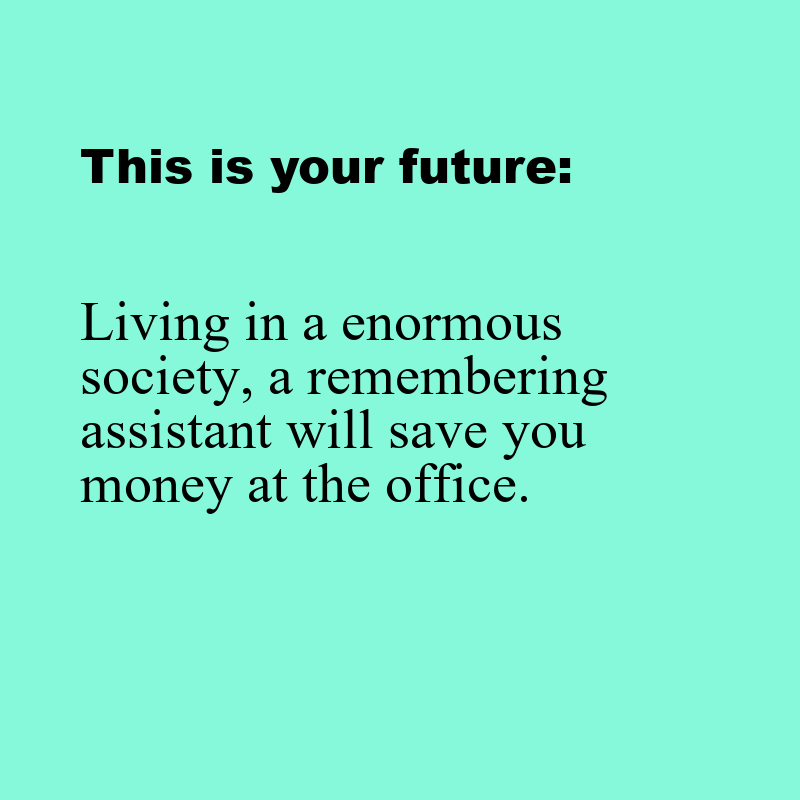 This is your future:
Living in a enormous
society, a remembering
assistant will save you
money at the office.